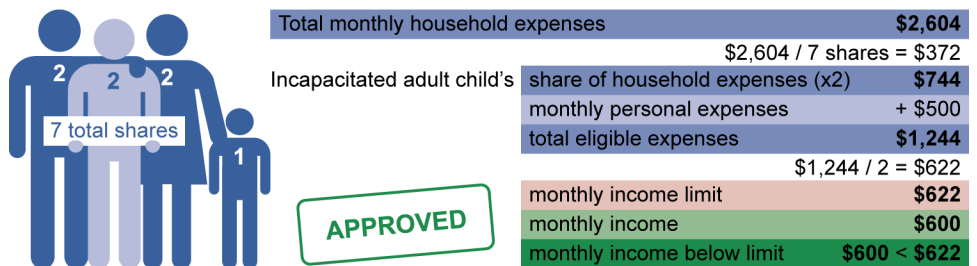 2 2 2
7 total shares
1
APPROVED
Total monthly household expenses $2,604
$2,604 / 7 shares = $372
Incapacitated adult child's share of household expenses (x2) $744
monthly personal expenses + $500
total eligible expenses $1,244
$1,244 / 2 = $622
monthly income limit $622
monthly income $600
monthly income below limit $600 < $622